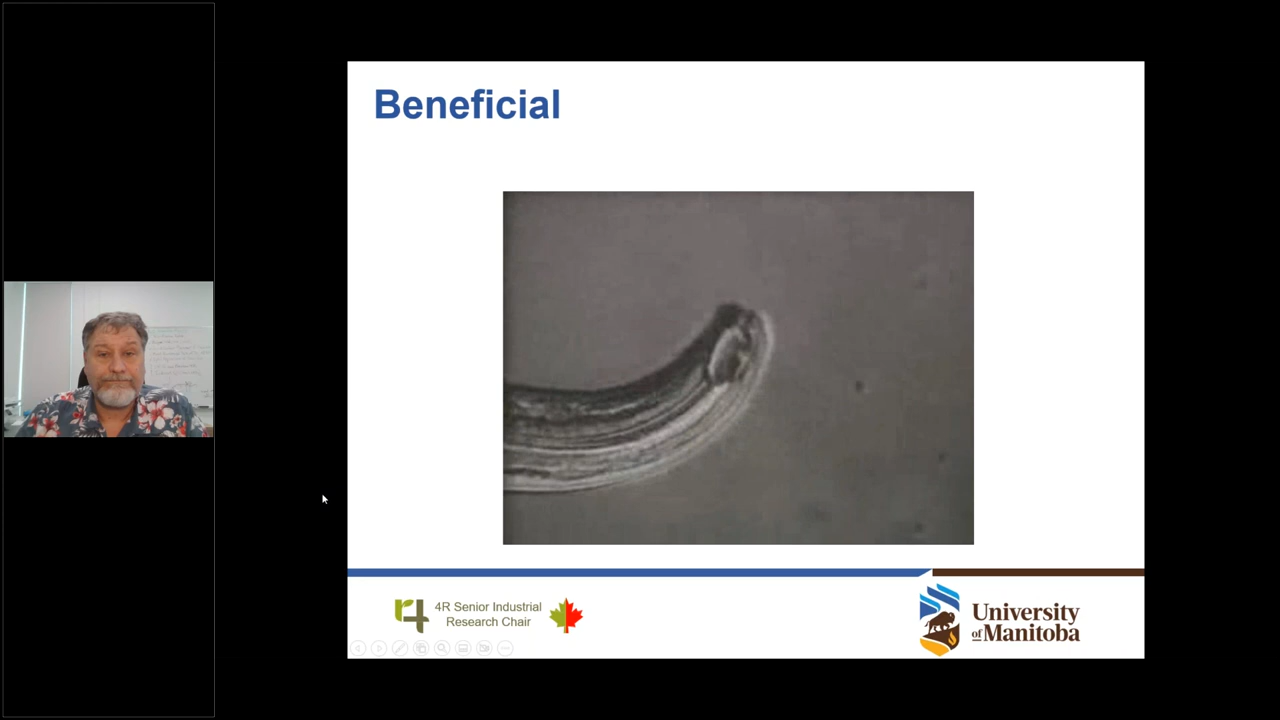 Beneficial
4R Senior Industrial
Research Chair
University
of Manitoba